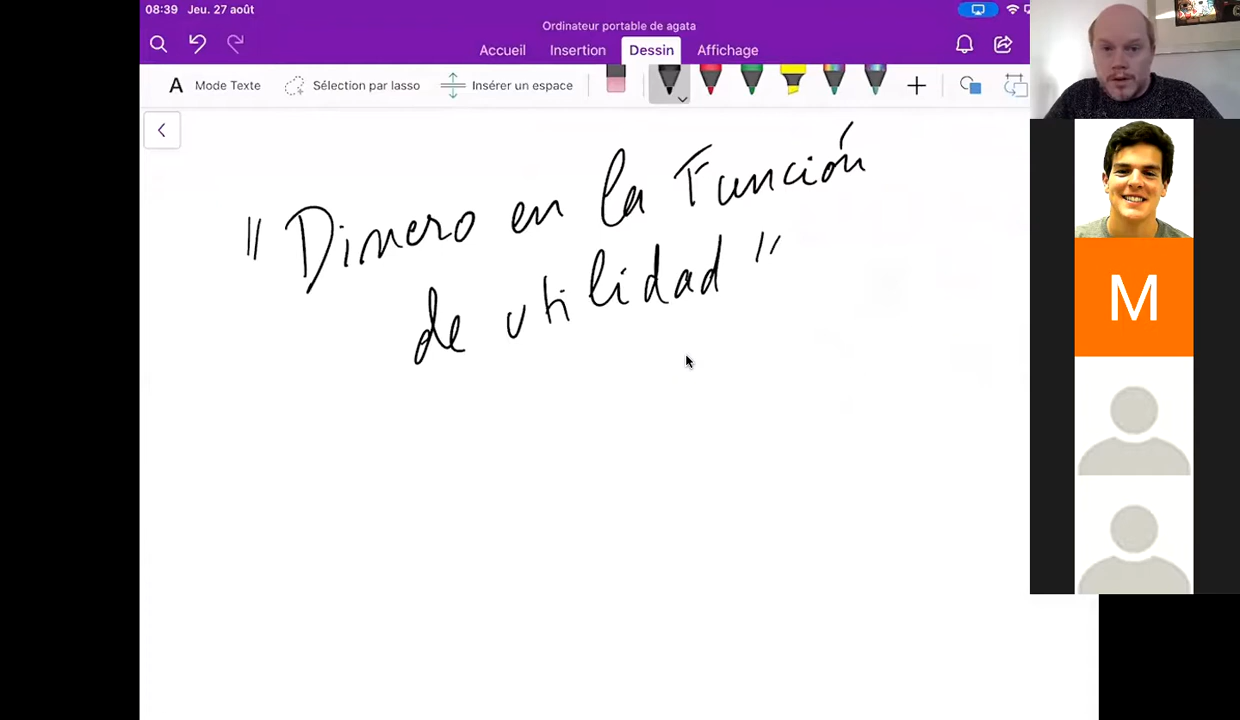 08:39 Jeu. 27 août
Ordinateur portable de agata
Accueil Insertion Dessin Affichage
A Mode Texte Sélection par lasso Insérer un espace
"Dinero en la Función
de utilidad"
M